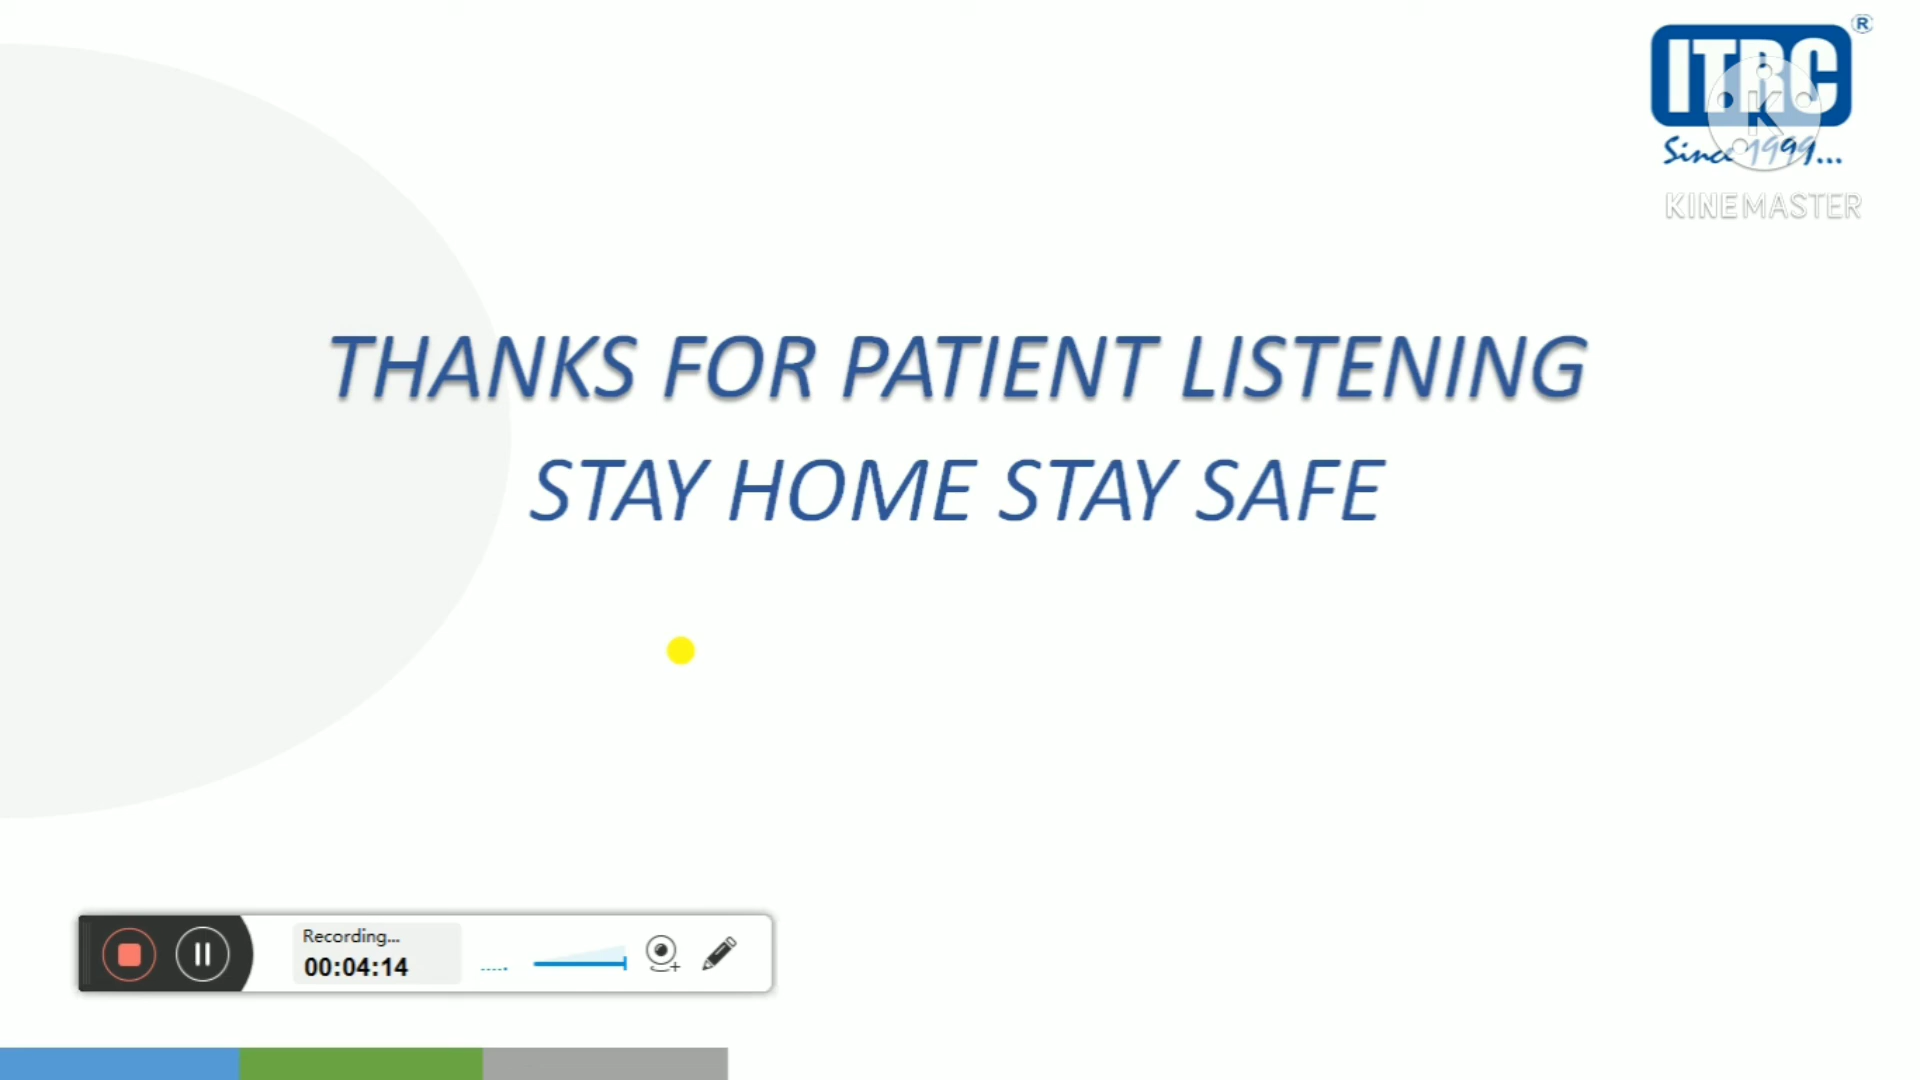 ®
ITRC
Since 1999...
K
KINEMASTER
THANKS FOR PATIENT LISTENING
STAY HOME STAY SAFE
Recording...
00:04:14